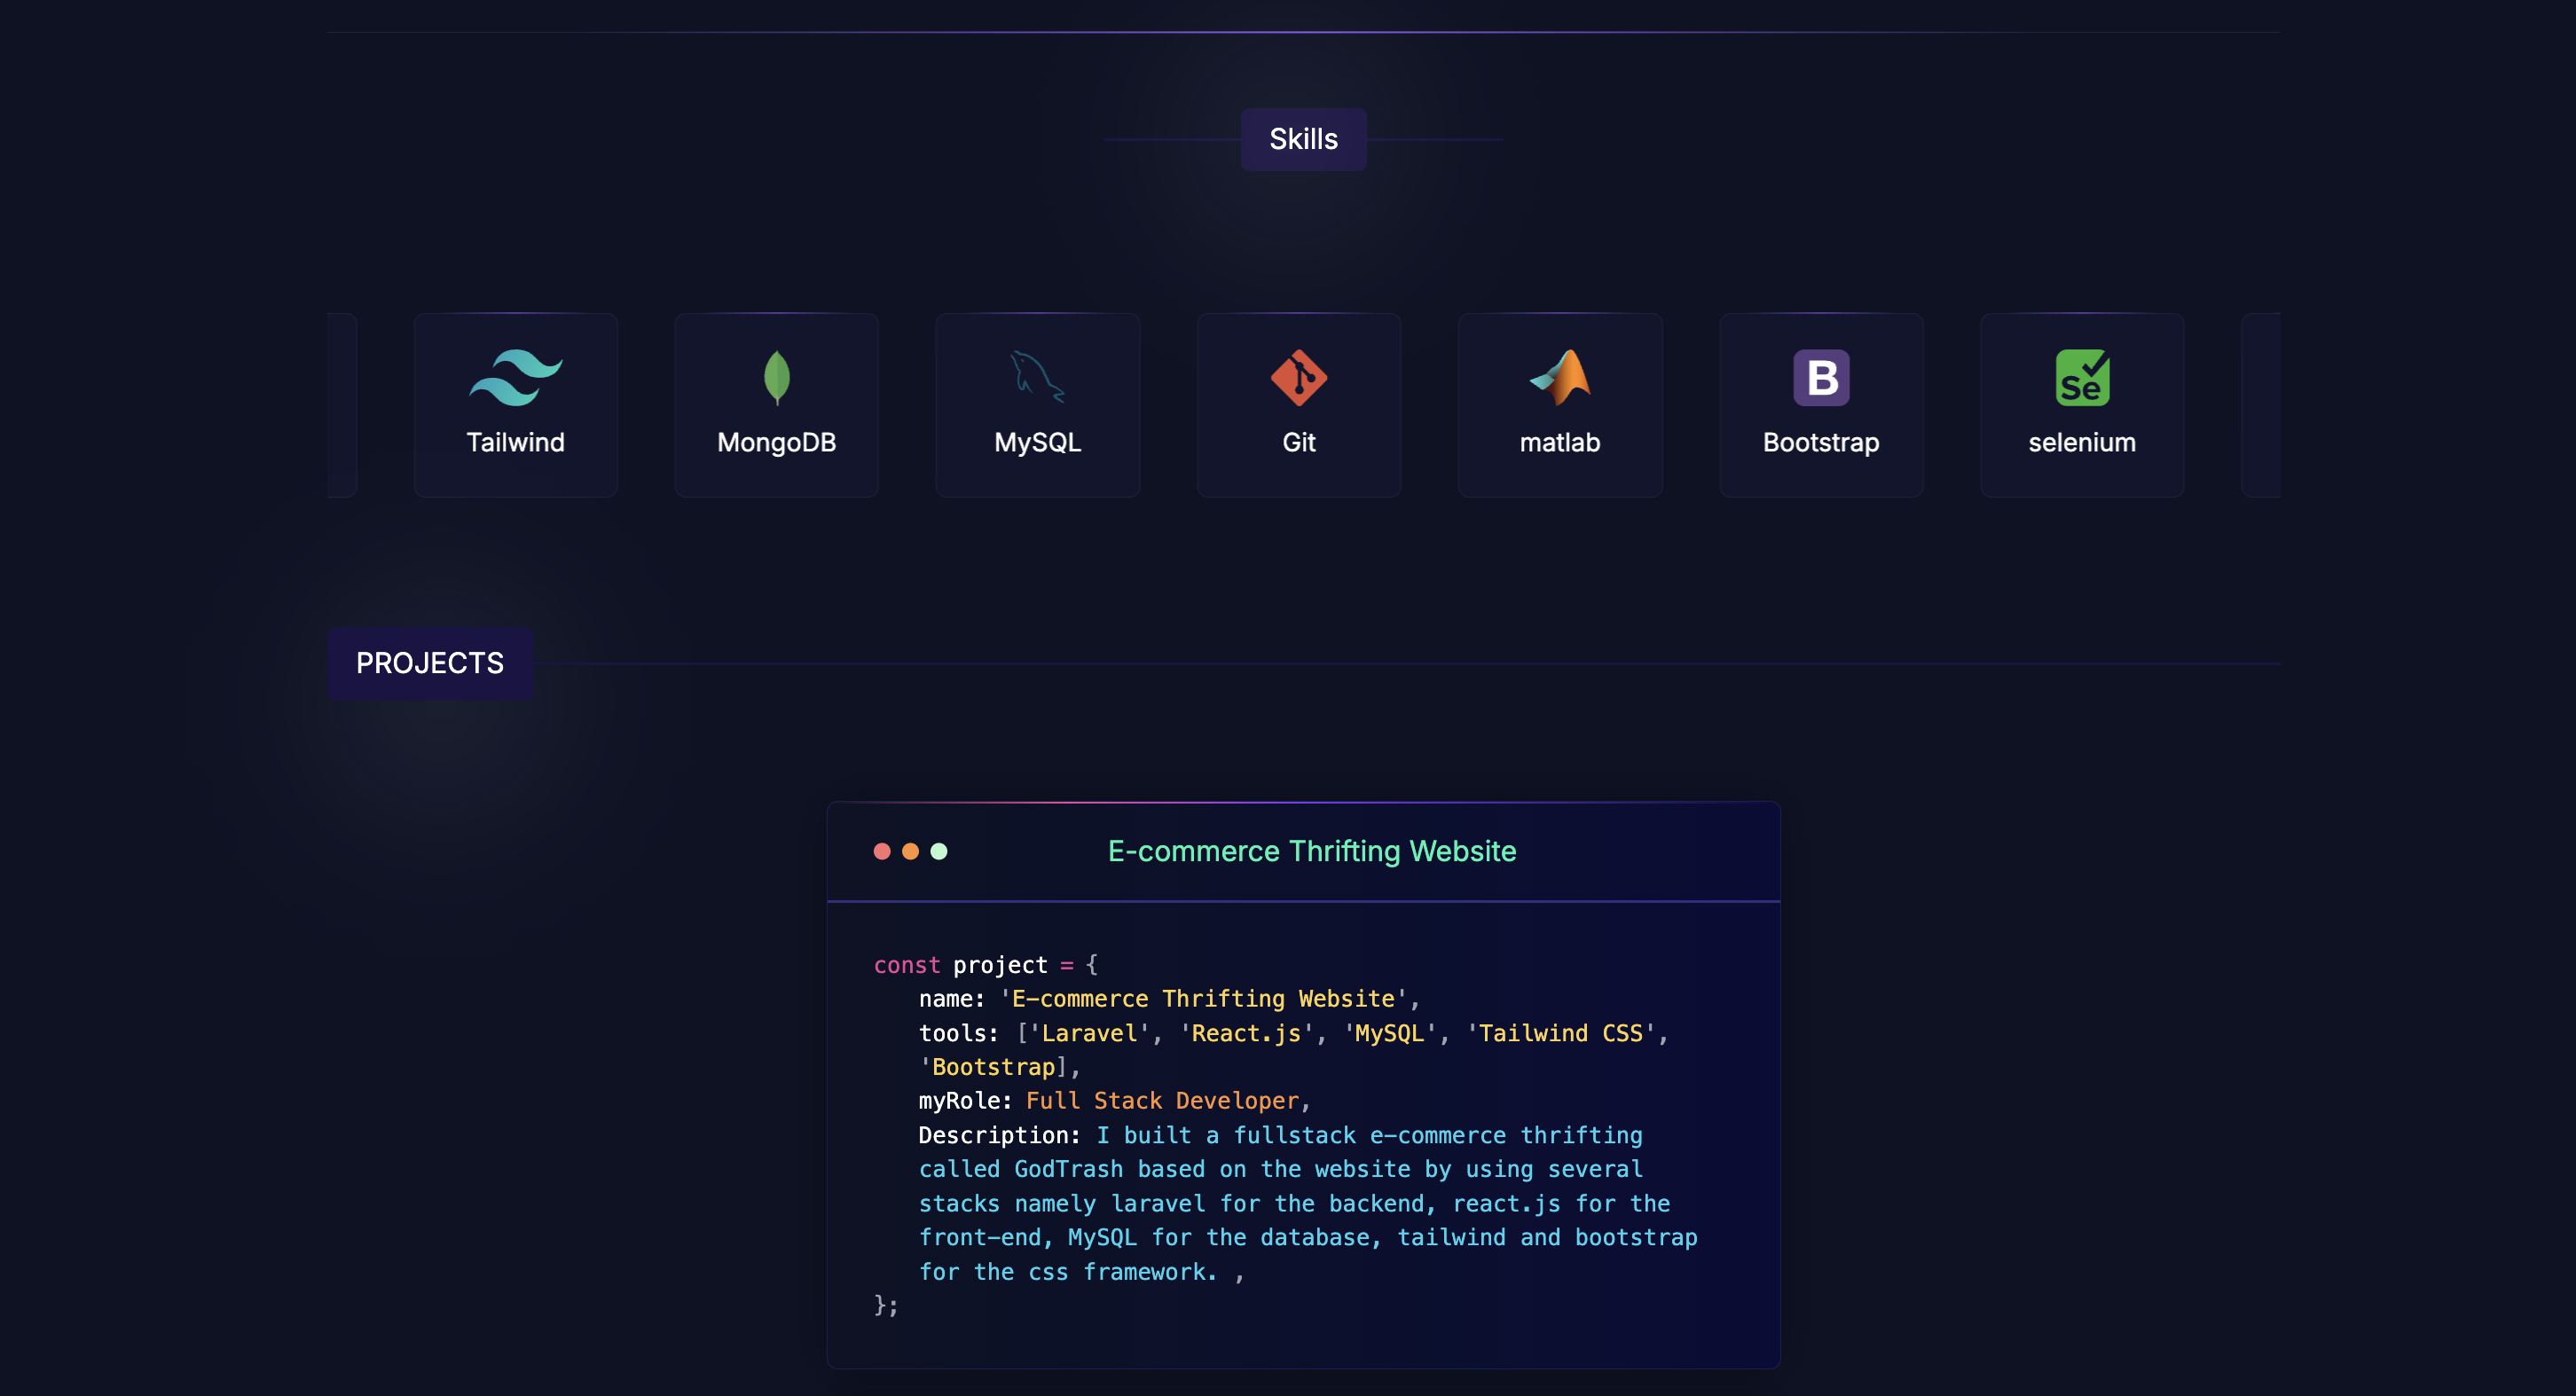 Skills
Tailwind
MongoDB
MySQL
Git
matlab
B
Bootstrap
Se
selenium
PROJECTS
E-commerce Thrifting Website
const project = {
name: 'E-commerce Thrifting Website',
tools: ['Laravel', 'React.js', 'MySQL', 'Tailwind CSS',
'Bootstrap],
myRole: Full Stack Developer,
Description: I built a fullstack e-commerce thrifting
called GodTrash based on the website by using several
stacks namely laravel for the backend, react.js for the
front-end, MySQL for the database, tailwind and bootstrap
for the css framework. ,
};